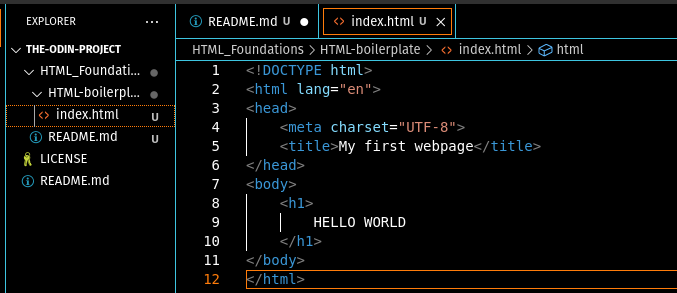 EXPLORER ···
THE-ODIN-PROJECT
HTML_Foundati...
HTML-boilerpl...
<> index.html U
README.md U
LICENSE
README.md
README.md U ● <> index.html U ×
HTML_Foundations > HTML-boilerplate > <> index.html > html
1 <!DOCTYPE html>
2 <html lang="en">
3 <head>
4 <meta charset="UTF-8">
5 <title>My first webpage</title>
6 </head>
7 <body>
8 <h1>
9 HELLO WORLD
10 </h1>
11 </body>
12 </html>